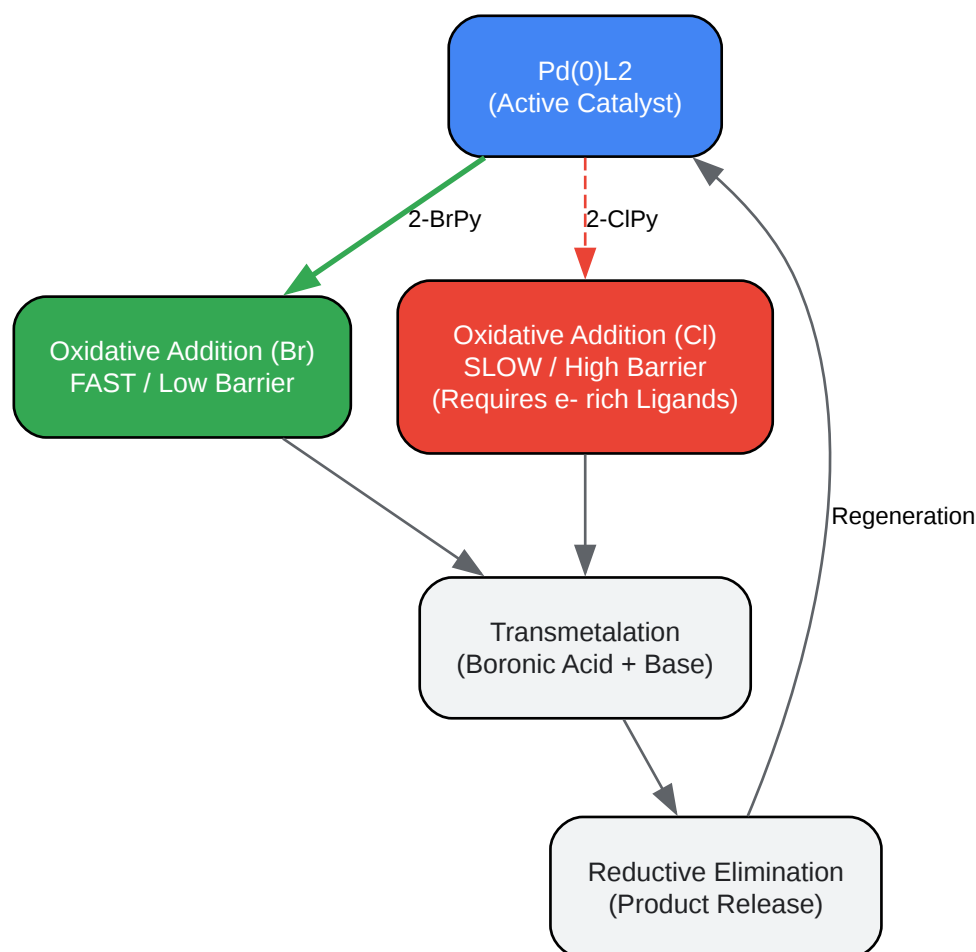 Pd(0)L2
(Active Catalyst)
2-BrPy
2-ClPy
Oxidative Addition (Br)
FAST / Low Barrier
Oxidative Addition (Cl)
SLOW / High Barrier
(Requires e- rich Ligands)
Regeneration
Transmetalation
(Boronic Acid + Base)
Reductive Elimination
(Product Release)